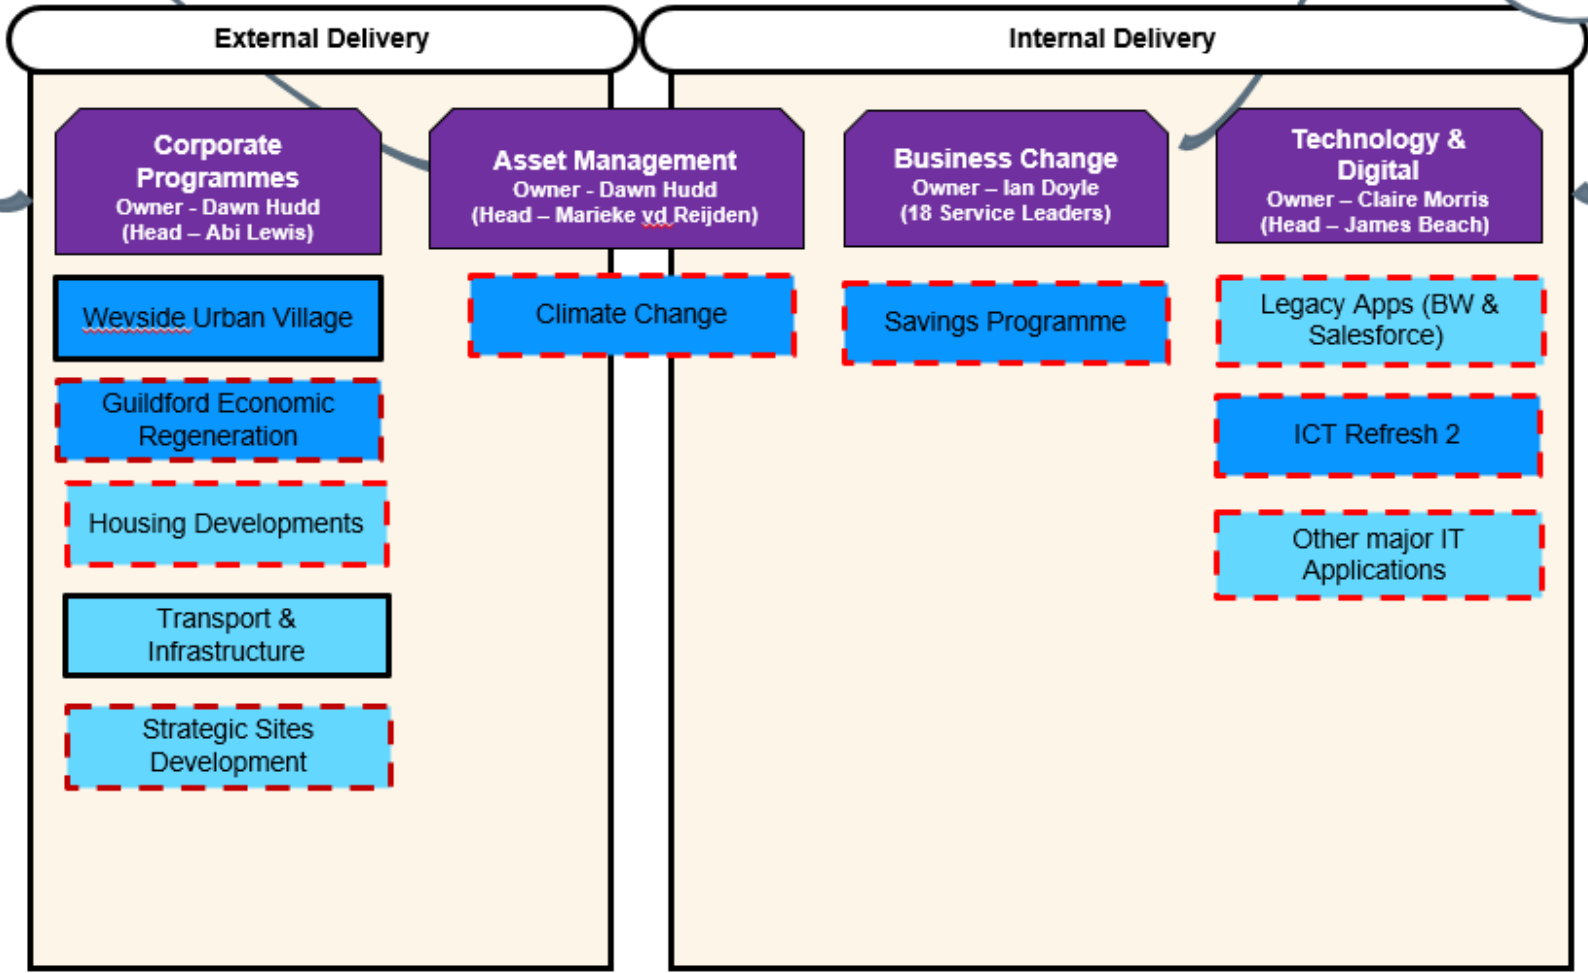 External Delivery
Internal Delivery
Corporate
Programmes
Owner - Dawn Hudd
(Head – Abi Lewis)
Asset Management
Owner - Dawn Hudd
(Head – Marieke vd Reijden)
Business Change
Owner – Ian Doyle
(18 Service Leaders)
Technology &
Digital
Owner – Claire Morris
(Head – James Beach)
Weyside Urban Village
Guildford Economic
Regeneration
Housing Developments
Transport &
Infrastructure
Strategic Sites
Development
Climate Change
Savings Programme
Legacy Apps (BW &
Salesforce)
ICT Refresh 2
Other major IT
Applications